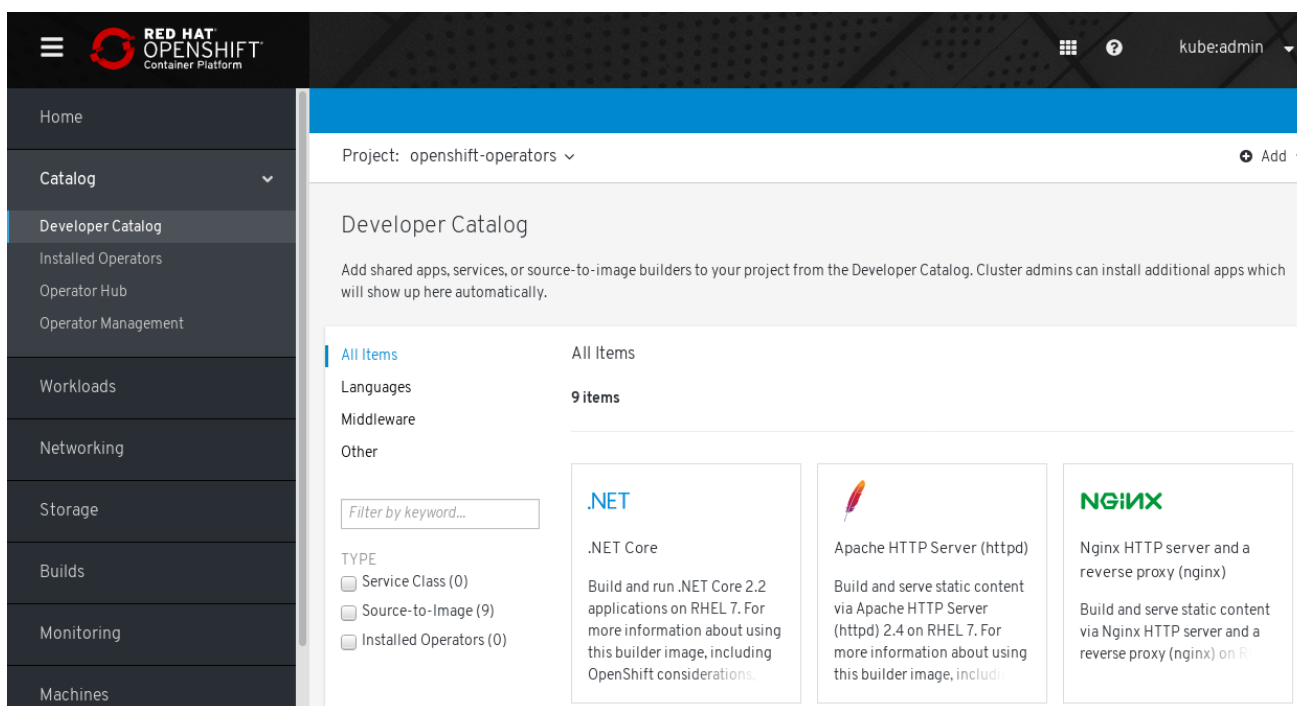 RED HAT
OPENSHIFT
Container Platform
kube:admin
Home
Catalog
Developer Catalog
Installed Operators
Operator Hub
Operator Management
Workloads
Networking
Storage
Builds
Monitoring
Machines
Project: openshift-operators
Add
Developer Catalog
Add shared apps, services, or source-to-image builders to your project from the Developer Catalog. Cluster admins can install additional apps which
will show up here automatically.
All Items
Languages
Middleware
Other
Filter by keyword...
TYPE
Service Class (0)
Source-to-Image (9)
Installed Operators (0)
All Items
9 items
.NET
.NET Core
Build and run .NET Core 2.2
applications on RHEL 7. For
more information about using
this builder image, including
OpenShift considerations.
Apache HTTP Server (httpd)
Build and serve static content
via Apache HTTP Server
(httpd) 2.4 on RHEL 7. For
more information about using
this builder image, includi
NGINX
Nginx HTTP server and a
reverse proxy (nginx)
Build and serve static content
via Nginx HTTP server and a
reverse proxy (nginx) on R